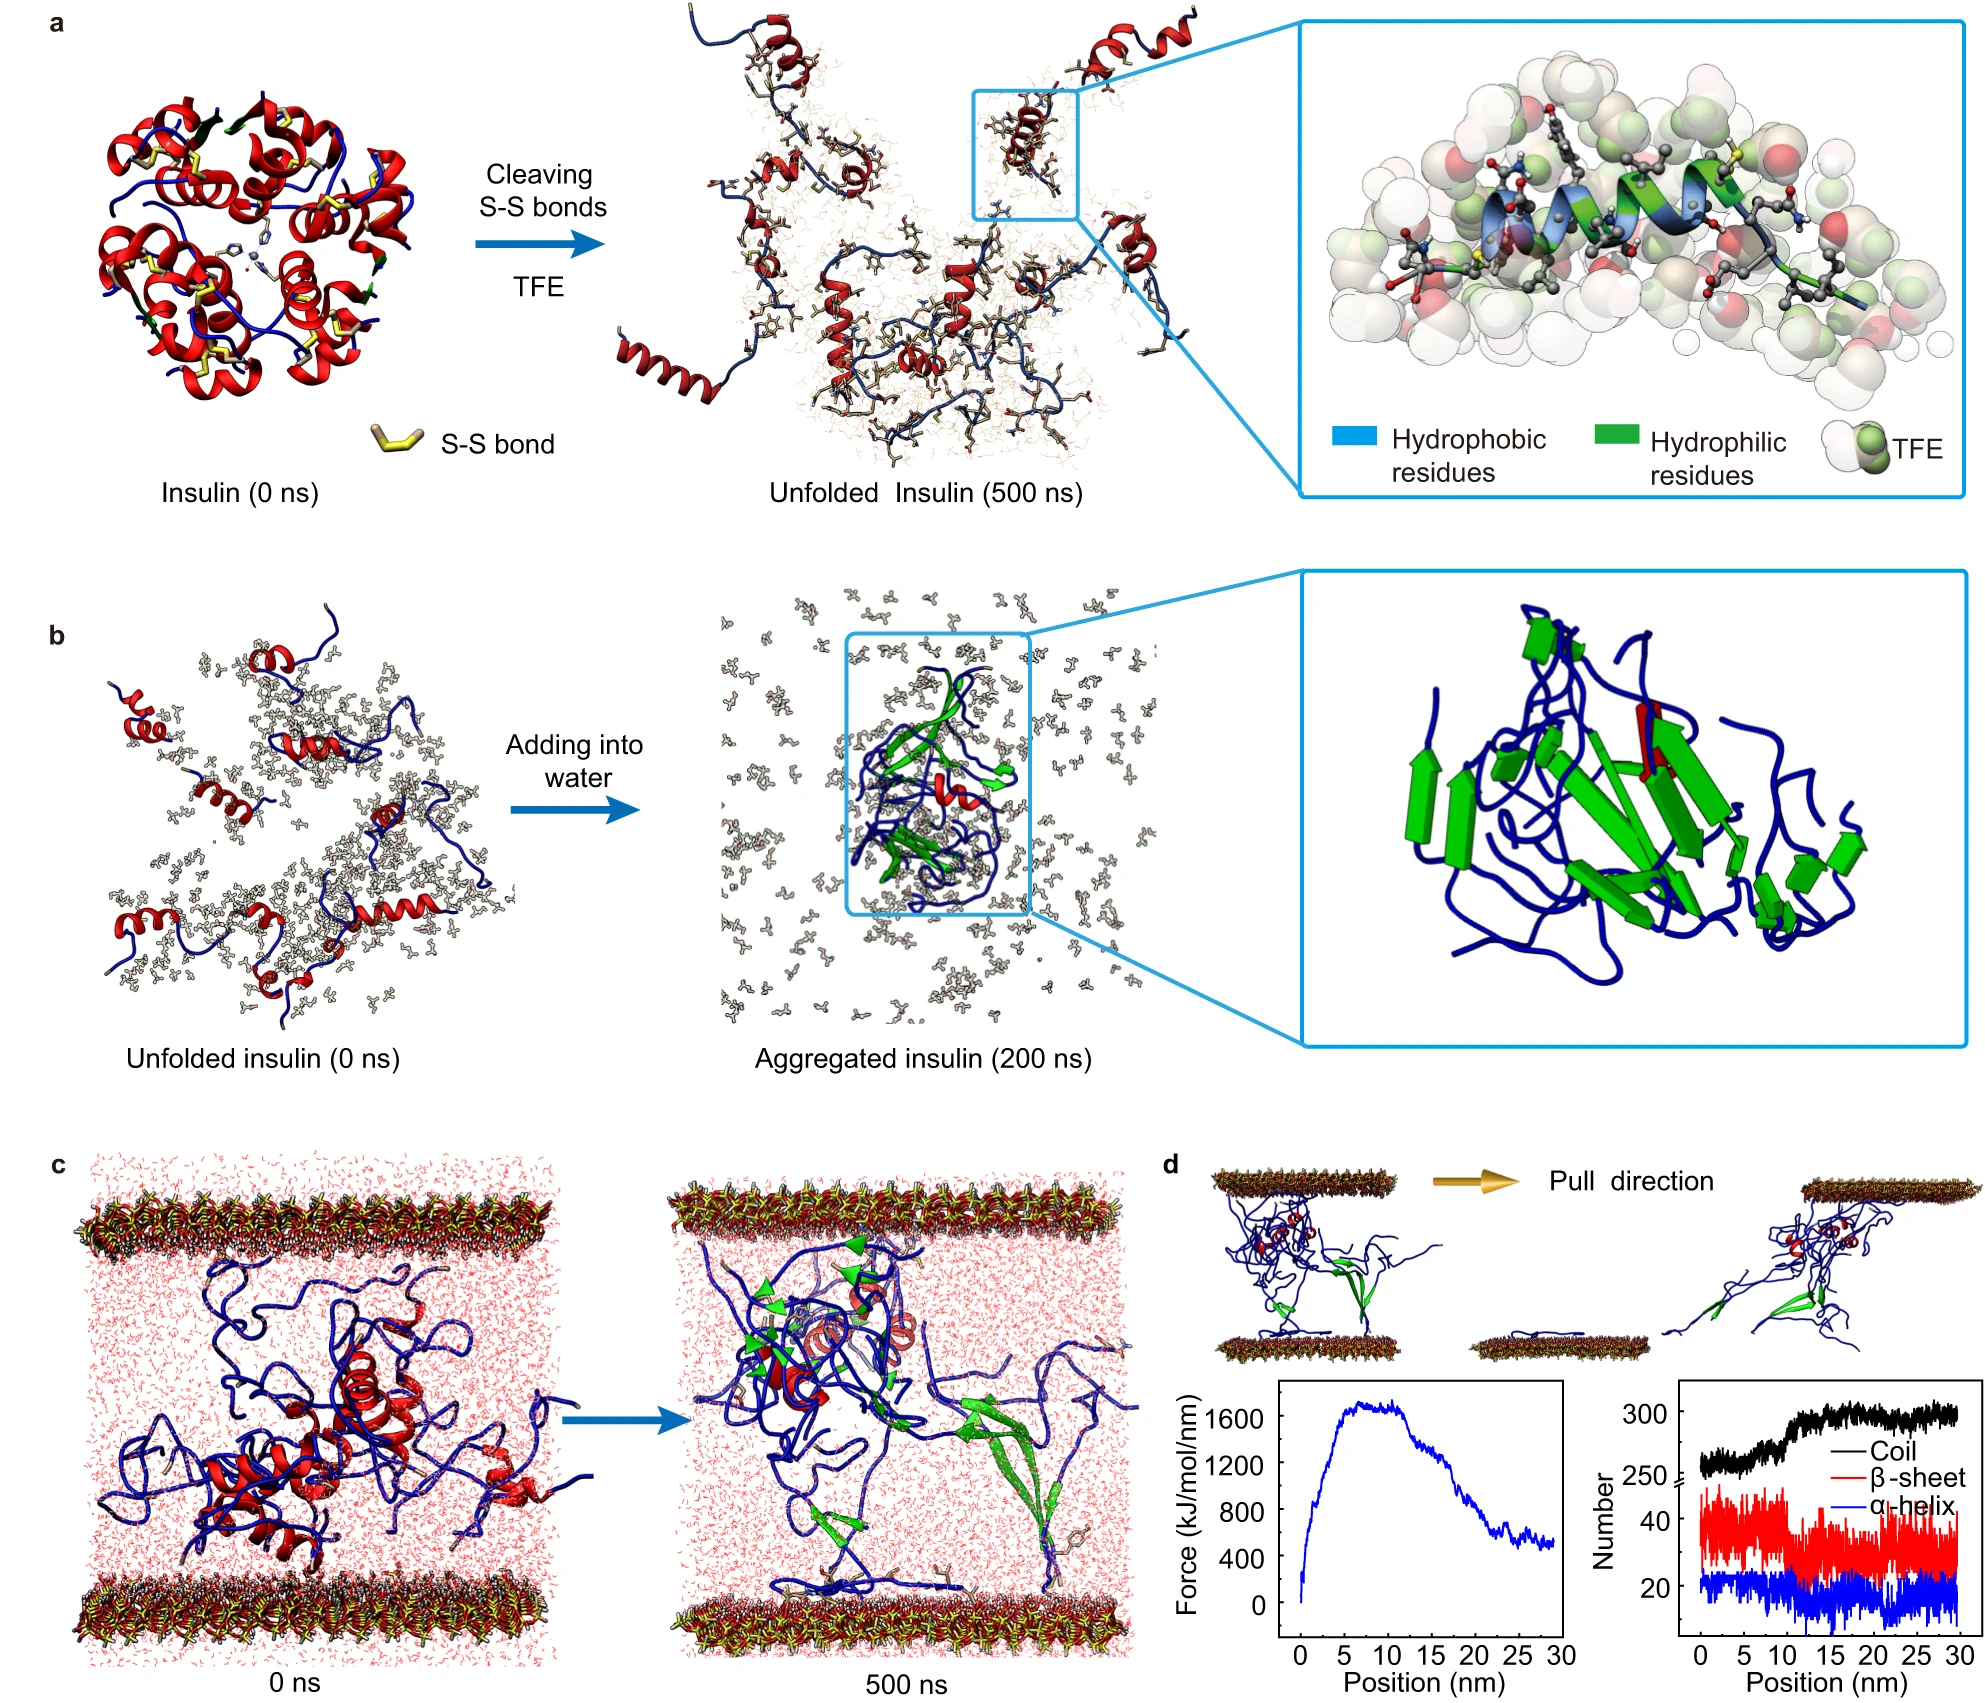 a
Cleaving
S-S bonds
TFE
S-S bond
Insulin (0 ns)
Unfolded Insulin (500 ns)
Hydrophobic
residues
Hydrophilic
residues
TFE
b
Adding into
water
Unfolded insulin (0 ns)
Aggregated insulin (200 ns)
c
0 ns
500 ns
d
Pull direction
Force (kJ/mol/nm)
1600
1200
800
400
0
0 5 10 15 20 25 30
Position (nm)
Number
300
250
40
20
Coil
β-sheet
α-helix
0 5 10 15 20 25 30
Position (nm)